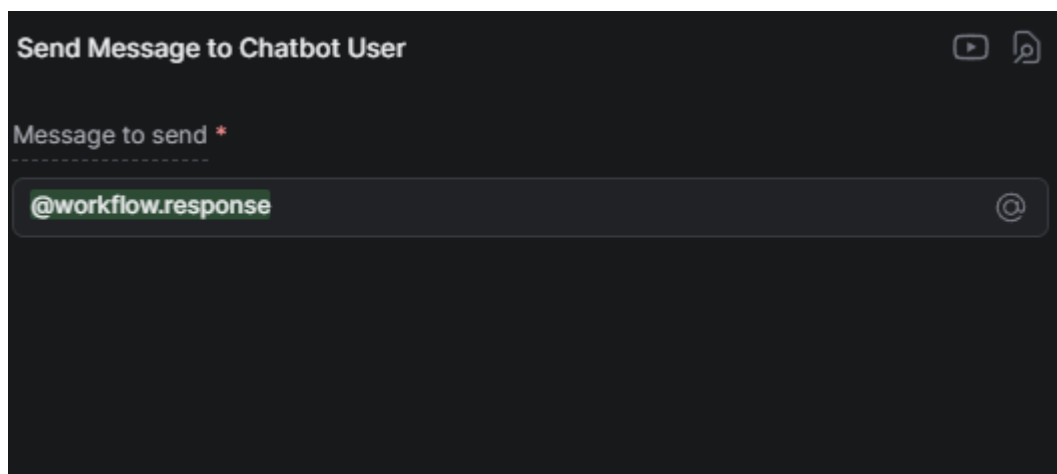 Send Message to Chatbot User
Message to send *
@workflow.response